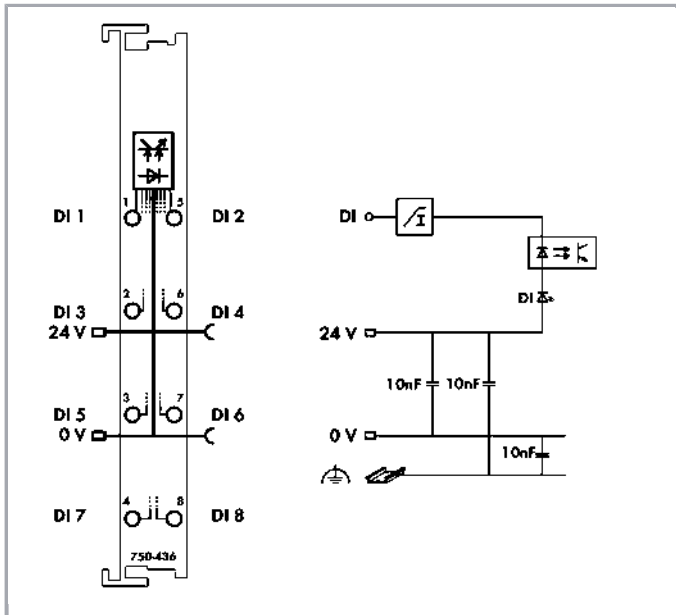 1 5
DI 1 DI 2
2 6
DI 3 DI 4
24 V
3 7
DI 5 DI 6
0 V
4 8
DI 7 DI 8
750-436
DI
I
DI
24 V
10nF 10nF
0 V
10nF